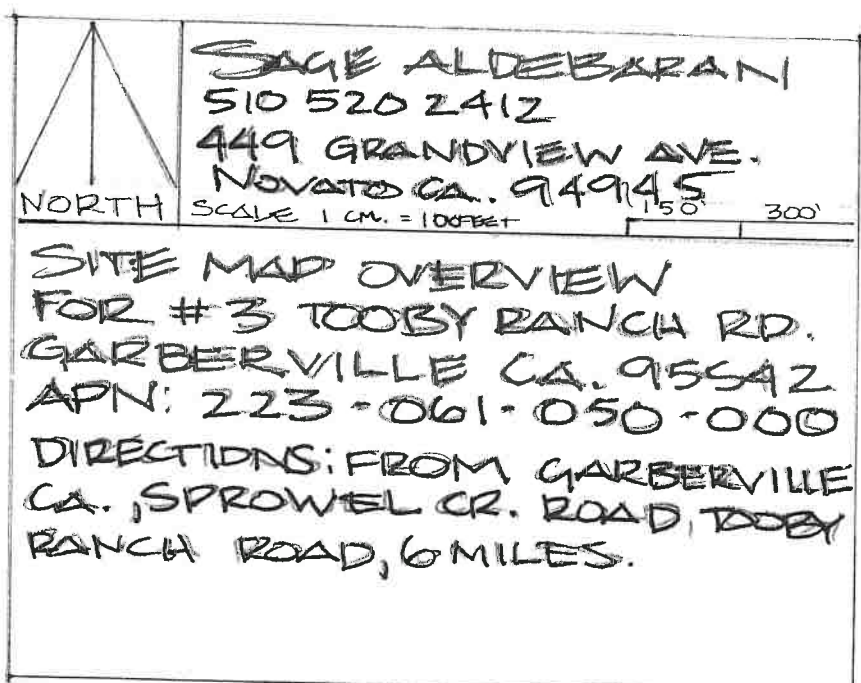 SAGE ALDEBARAN
510 520 2412
449 GRANDVIEW AVE.
NOVATO CA. 94945
NORTH
SCALE 1 CM. = 100FEET
150' 300'
SITE MAP OVERVIEW
FOR #3 TOOBY RANCH RD.
GARBERVILLE CA. 95542
APN: 223-061-050-000
DIRECTIONS: FROM GARBERVILLE
CA., SPROWEL CR. ROAD, TOOBY
RANCH ROAD, 6 MILES.